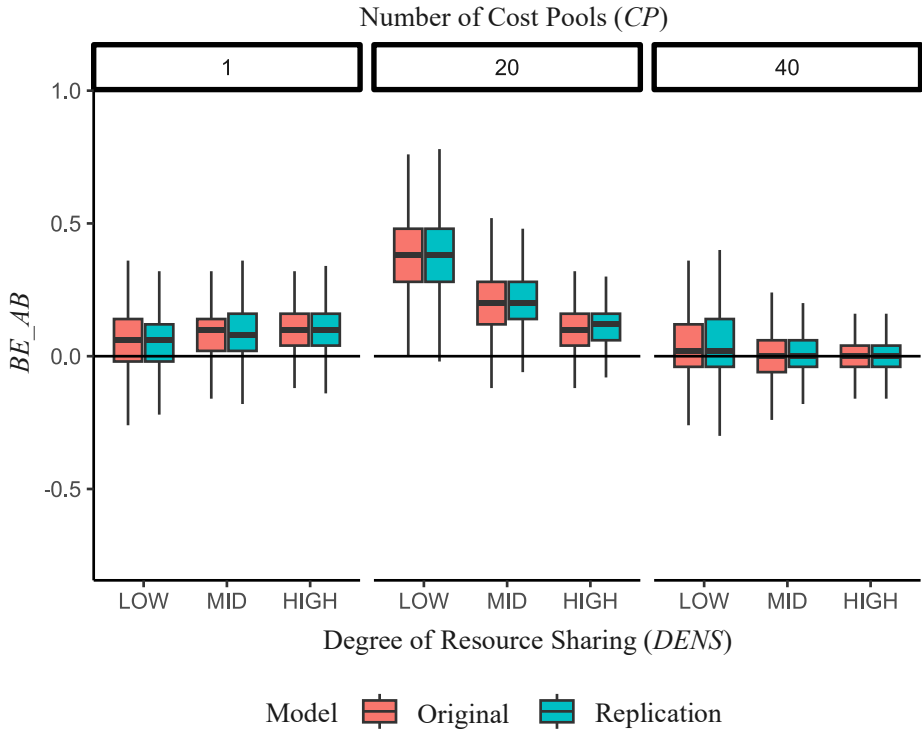 Number of Cost Pools (CP)
1 20 40
1.0
0.5
0.0
-0.5
BE_AB
LOW MID HIGH LOW MID HIGH LOW MID HIGH
Degree of Resource Sharing (DENS)
Model Original Replication